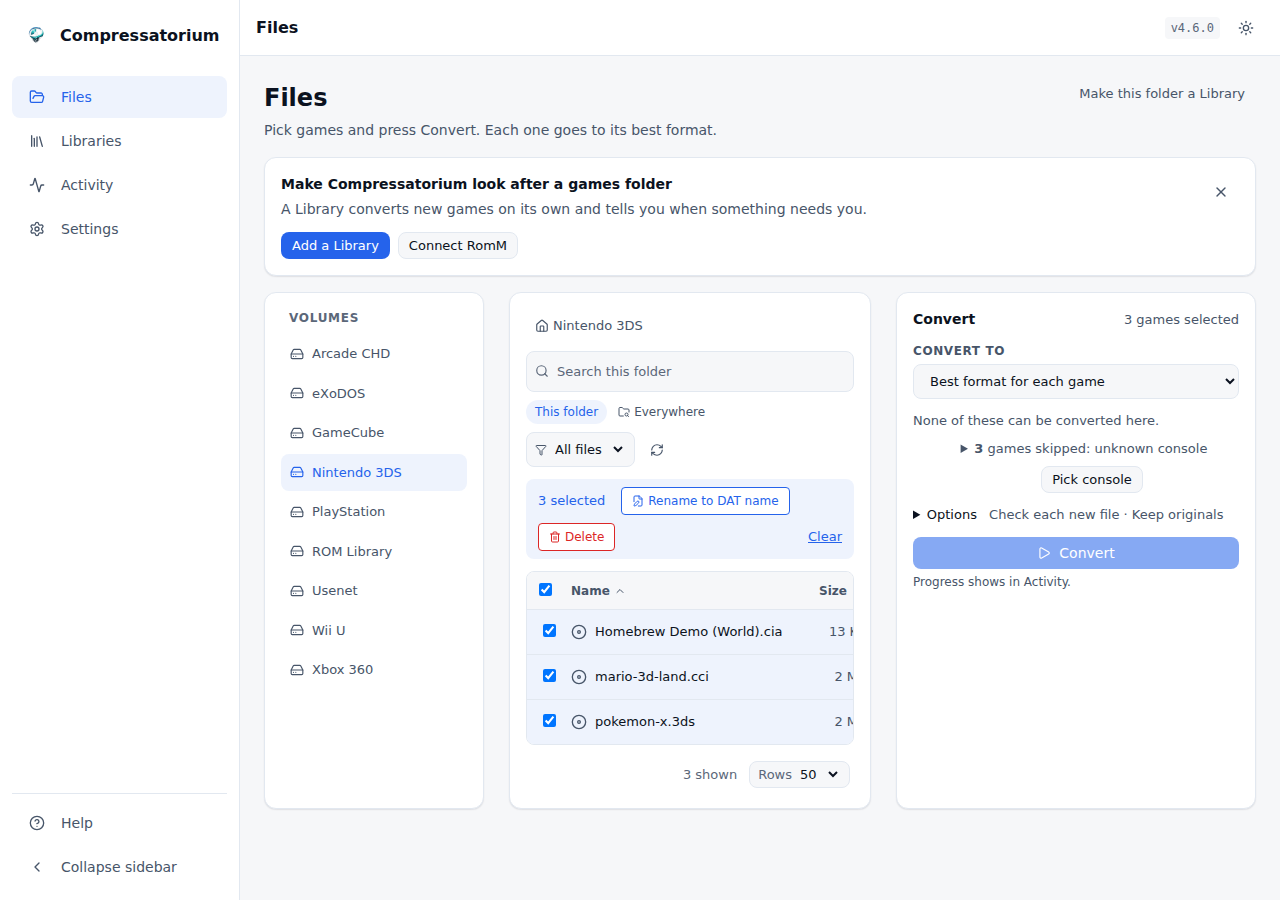 Compressatorium
Files
v4.6.0
Files
Libraries
Activity
Settings
Help
Collapse sidebar
Files
Make this folder a Library
Pick games and press Convert. Each one goes to its best format.
Make Compressatorium look after a games folder
A Library converts new games on its own and tells you when something needs you.
Add a Library
Connect RomM
VOLUMES
Arcade CHD
eXoDOS
GameCube
Nintendo 3DS
PlayStation
ROM Library
Usenet
Wii U
Xbox 360
Nintendo 3DS
Search this folder
This folder
Everywhere
All files
3 selected
Rename to DAT name
Delete
Clear
Name
Size
Homebrew Demo (World).cia
13
mario-3d-land.cci
2
pokemon-x.3ds
2
3 shown
Rows 50
Convert
3 games selected
CONVERT TO
Best format for each game
None of these can be converted here.
3 games skipped: unknown console
Pick console
Options
Check each new file · Keep originals
Convert
Progress shows in Activity.